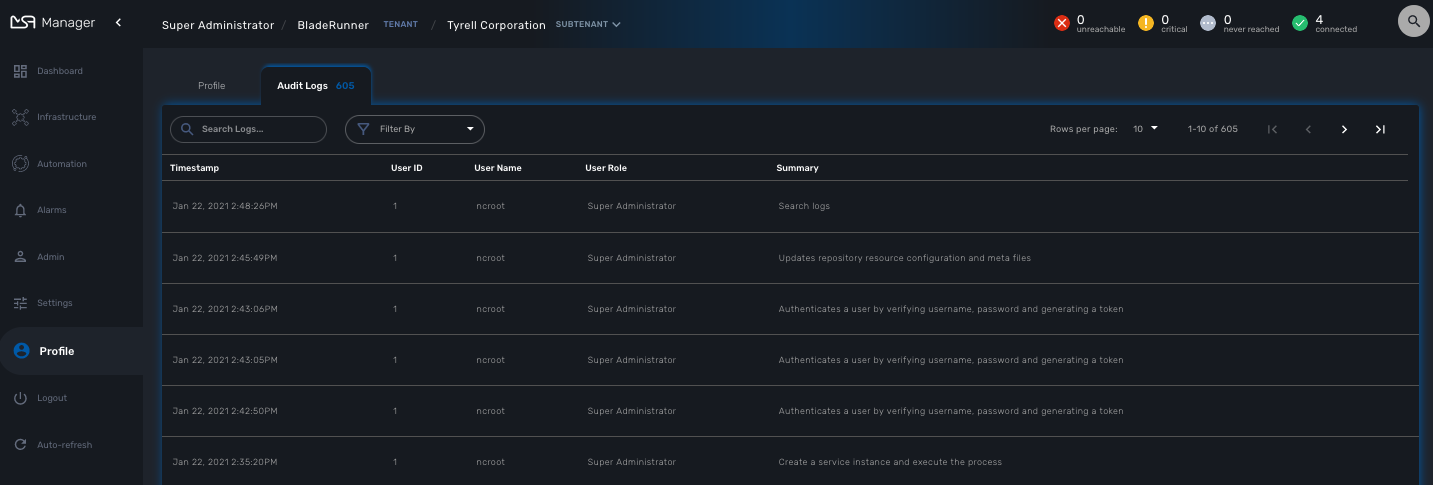 MSA Manager
Super Administrator / BladeRunner TENANT / Tyrell Corporation SUBTENANT
0 unreachable
0 critical
0 never reached
4 connected
Dashboard
Infrastructure
Automation
Alarms
Admin
Settings
Profile
Logout
Auto-refresh
Profile
Audit Logs 605
Search Logs...
Filter By
Rows per page: 10 1-10 of 605
Timestamp User ID User Name User Role Summary
Jan 22, 2021 2:48:26PM 1 ncroot Super Administrator Search logs
Jan 22, 2021 2:45:49PM 1 ncroot Super Administrator Updates repository resource configuration and meta files
Jan 22, 2021 2:43:06PM 1 ncroot Super Administrator Authenticates a user by verifying username, password and generating a token
Jan 22, 2021 2:43:05PM 1 ncroot Super Administrator Authenticates a user by verifying username, password and generating a token
Jan 22, 2021 2:42:50PM 1 ncroot Super Administrator Authenticates a user by verifying username, password and generating a token
Jan 22, 2021 2:35:20PM 1 ncroot Super Administrator Create a service instance and execute the process